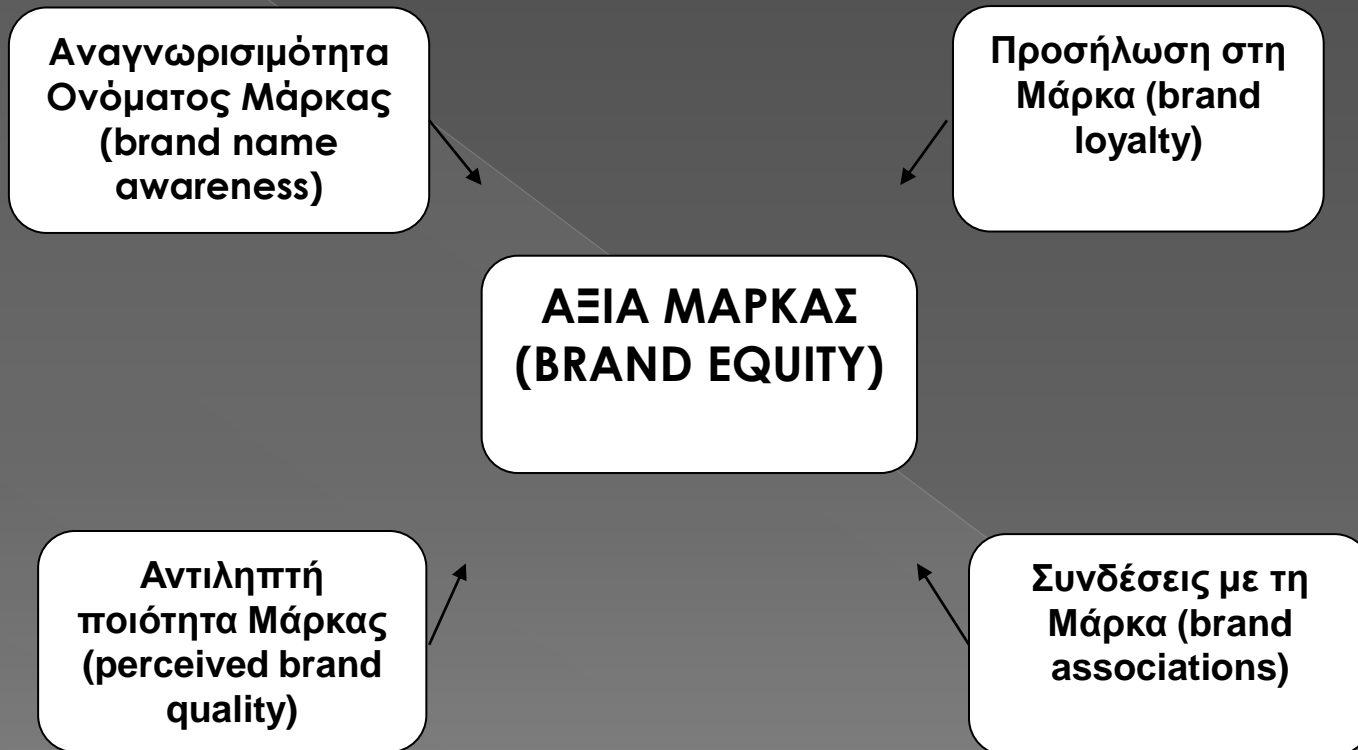 Αναγνωρισιμότητα
Ονόματος Μάρκας
(brand name
awareness)
Προσήλωση στη
Μάρκα (brand
loyalty)
ΑΞΙΑ ΜΑΡΚΑΣ
(BRAND EQUITY)
Αντιληπτή
ποιότητα Μάρκας
(perceived brand
quality)
Συνδέσεις με τη
Μάρκα (brand
associations)